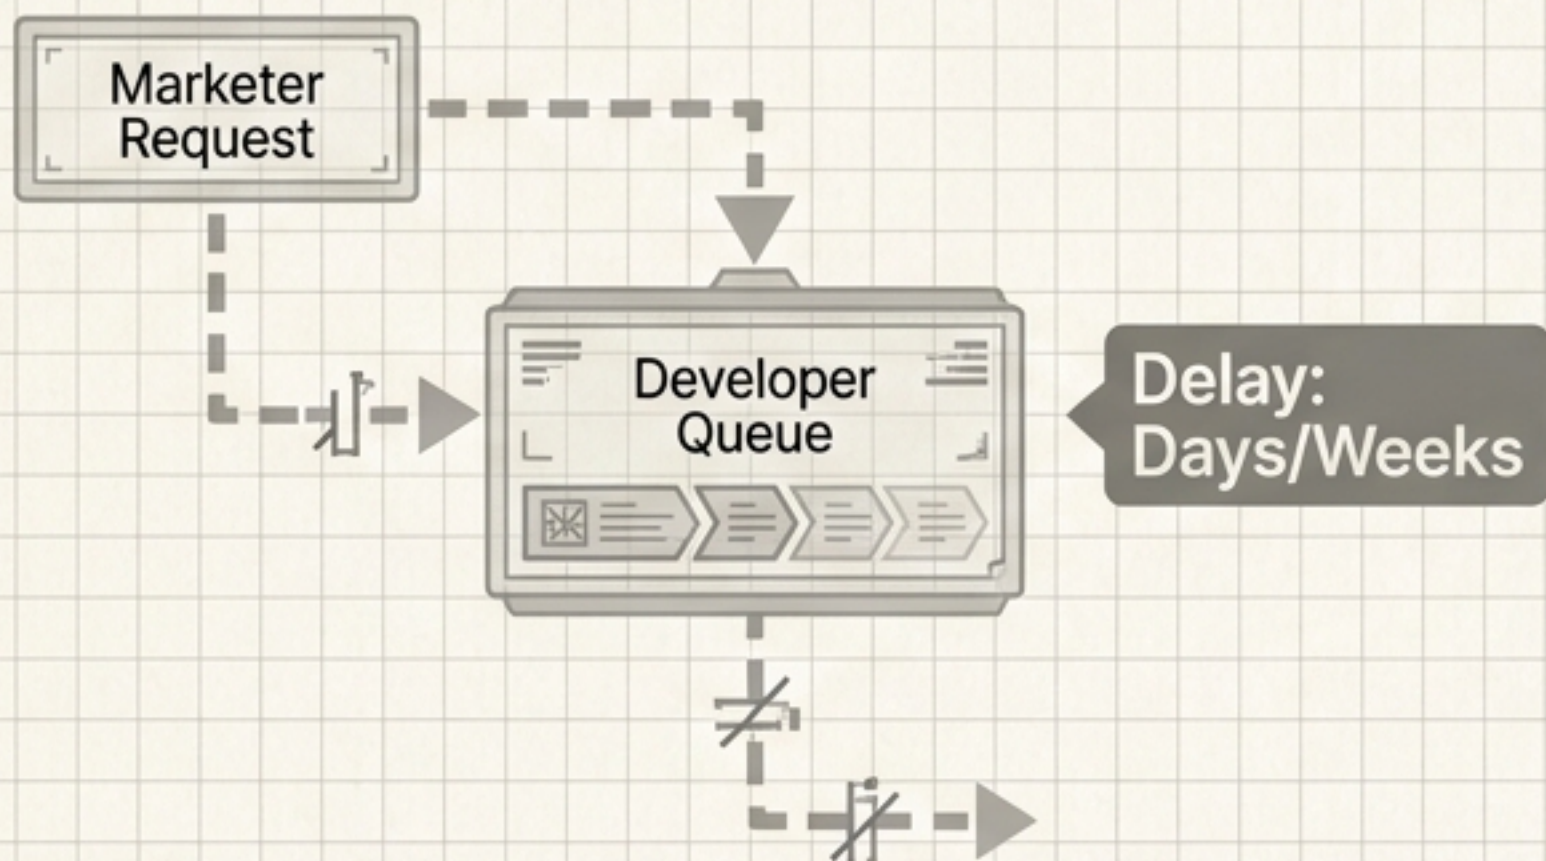 Marketer
Request
Developer
Queue
Delay:
Days/Weeks